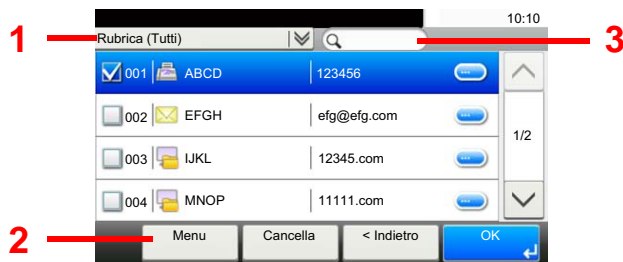 10:10
1 Rubrica (Tutti) 3
001 ABCD 123456
002 EFGH efg@efg.com
1/2
003 IJKL 12345.com
004 MNOP 11111.com
2 Menu Cancella < Indietro OK